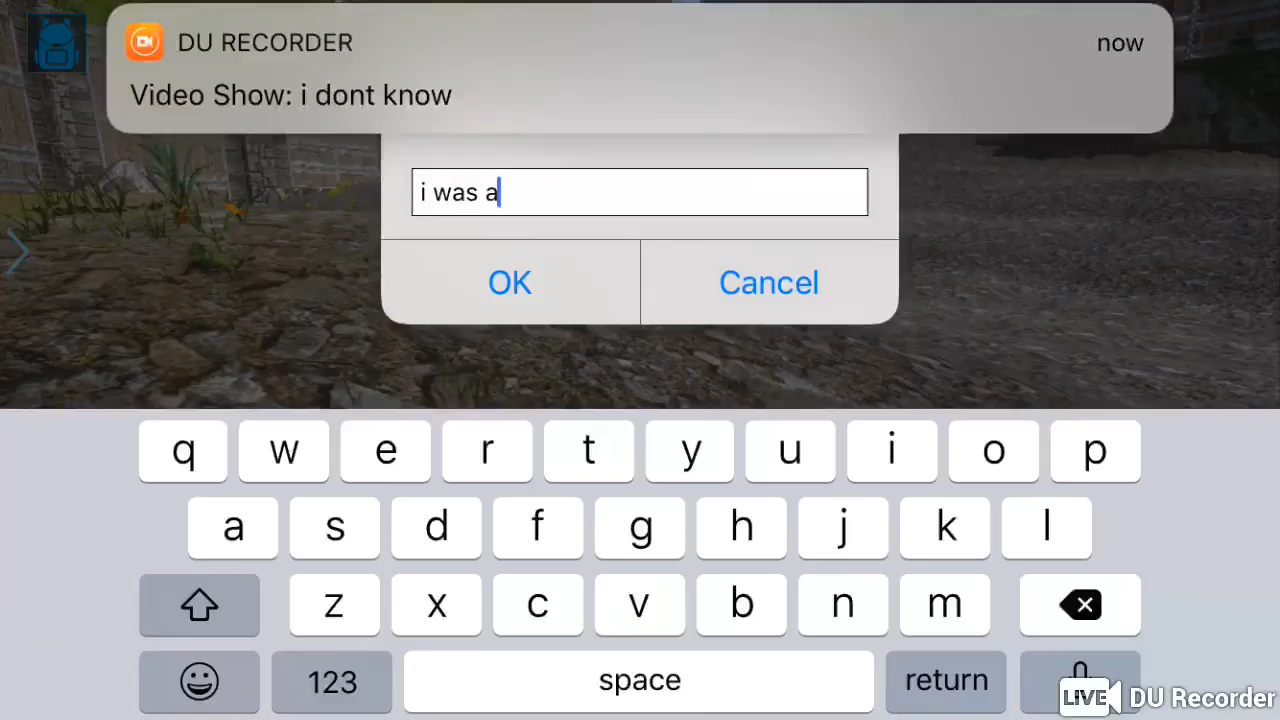 DU RECORDER
now
Video Show: i dont know
i was a
OK
Cancel
q w e r t y u i o p
a s d f g h j k l
z x c v b n m
123
space
return
LIVE DU Recorder